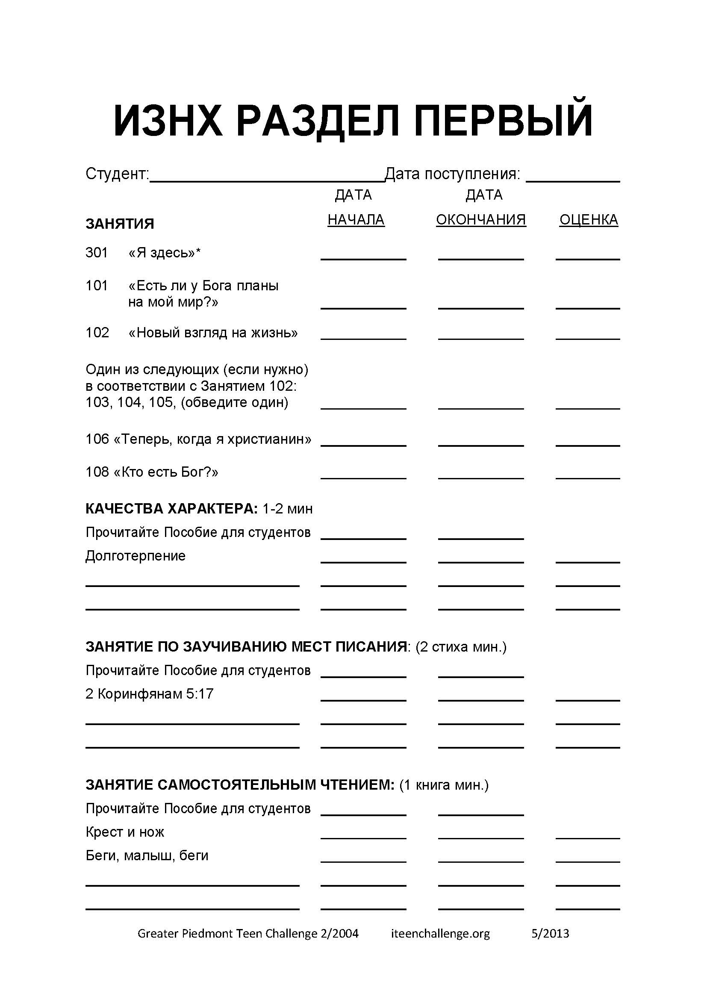 ИЗНХ РАЗДЕЛ ПЕРВЫЙ
Студент: Дата поступления:
ДАТА ДАТА
ЗАНЯТИЯ НАЧАЛА ОКОНЧАНИЯ ОЦЕНКА
301 «Я здесь»*
101 «Есть ли у Бога планы
на мой мир?»
102 «Новый взгляд на жизнь»
Один из следующих (если нужно)
в соответствии с Занятием 102:
103, 104, 105, (обведите один)
106 «Теперь, когда я христианин»
108 «Кто есть Бог?»
КАЧЕСТВА ХАРАКТЕРА: 1-2 мин
Прочитайте Пособие для студентов
Долготерпение
ЗАНЯТИЕ ПО ЗАУЧИВАНИЮ МЕСТ ПИСАНИЯ: (2 стиха мин.)
Прочитайте Пособие для студентов
2 Коринфянам 5:17
ЗАНЯТИЕ САМОСТОЯТЕЛЬНЫМ ЧТЕНИЕМ: (1 книга мин.)
Прочитайте Пособие для студентов
Крест и нож
Беги, малыш, беги
Greater Piedmont Teen Challenge 2/2004 iteenchallenge.org 5/2013